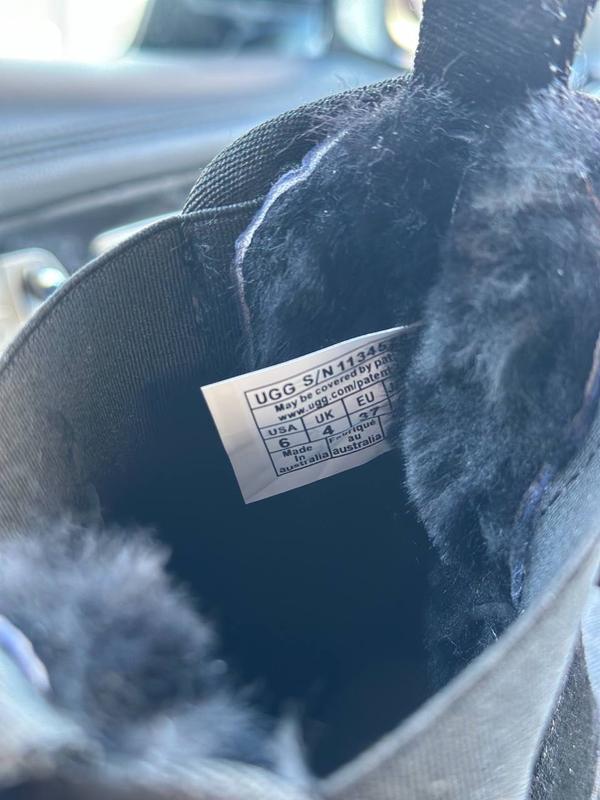 UGG S/N 11345
May be covered by pat
www.ugg.com/paten
USA UK EU
6 4 37
Made In australia Fabriqué au australia